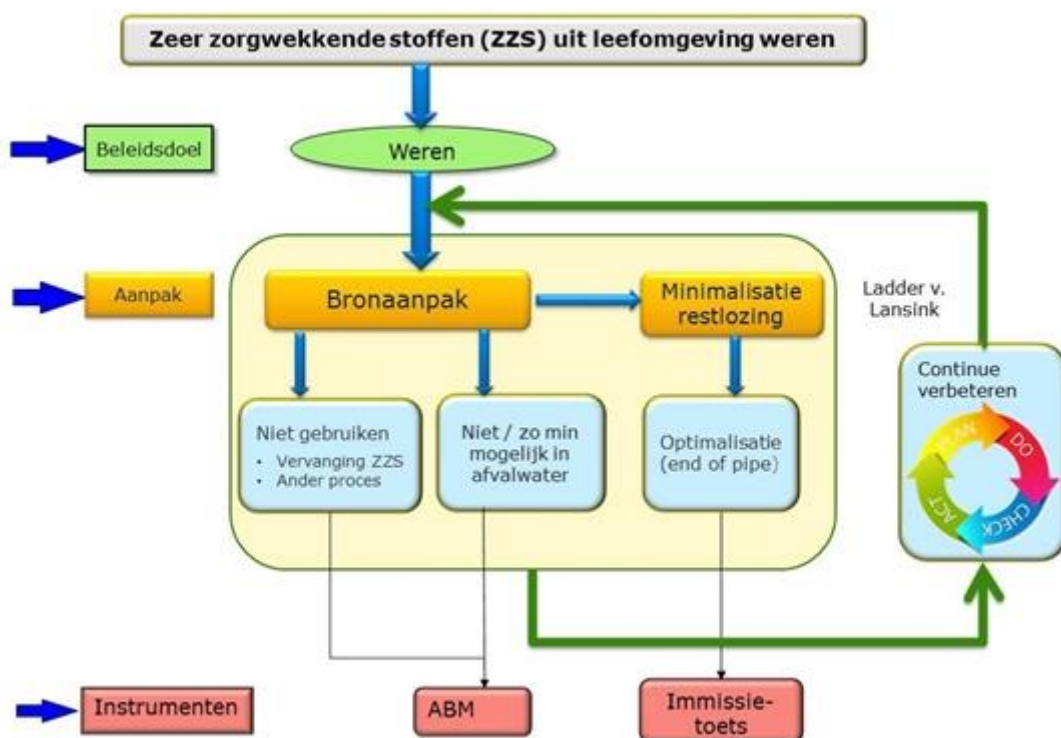 Zeer zorgwekkende stoffen (ZZS) uit leefomgeving weren
Beleidsdoel
Weren
Aanpak
Bronaanpak
Minimalisatie
restlozing
Ladder v.
Lansink
Niet gebruiken
• Vervanging ZZS
• Ander proces
Niet / zo min
mogelijk in
afvalwater
Optimalisatie
(end of pipe)
Continue
verbeteren
PLAN
DO
CHECK
ACT
Instrumenten
ABM
Immissie-
toets